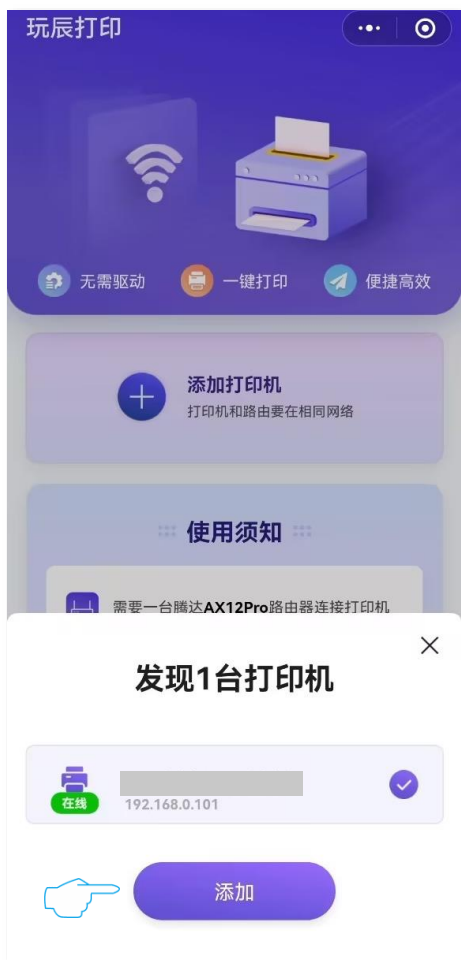 玩辰打印
无需驱动
一键打印
便捷高效
添加打印机
打印机和路由要在相同网络
使用须知
需要一台腾达AX12Pro路由器连接打印机
发现1台打印机
在线
192.168.0.101
添加